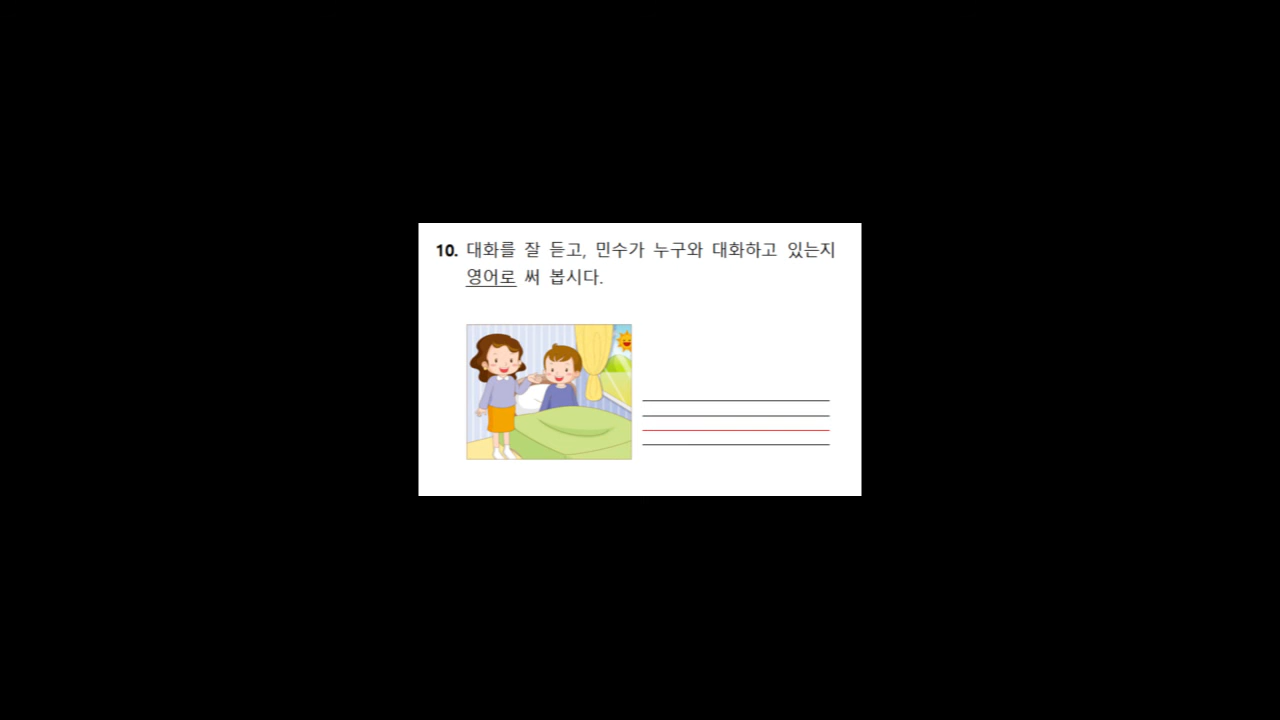 10. 대화를 잘 듣고, 민수가 누구와 대화하고 있는지
영어로 써 봅시다.